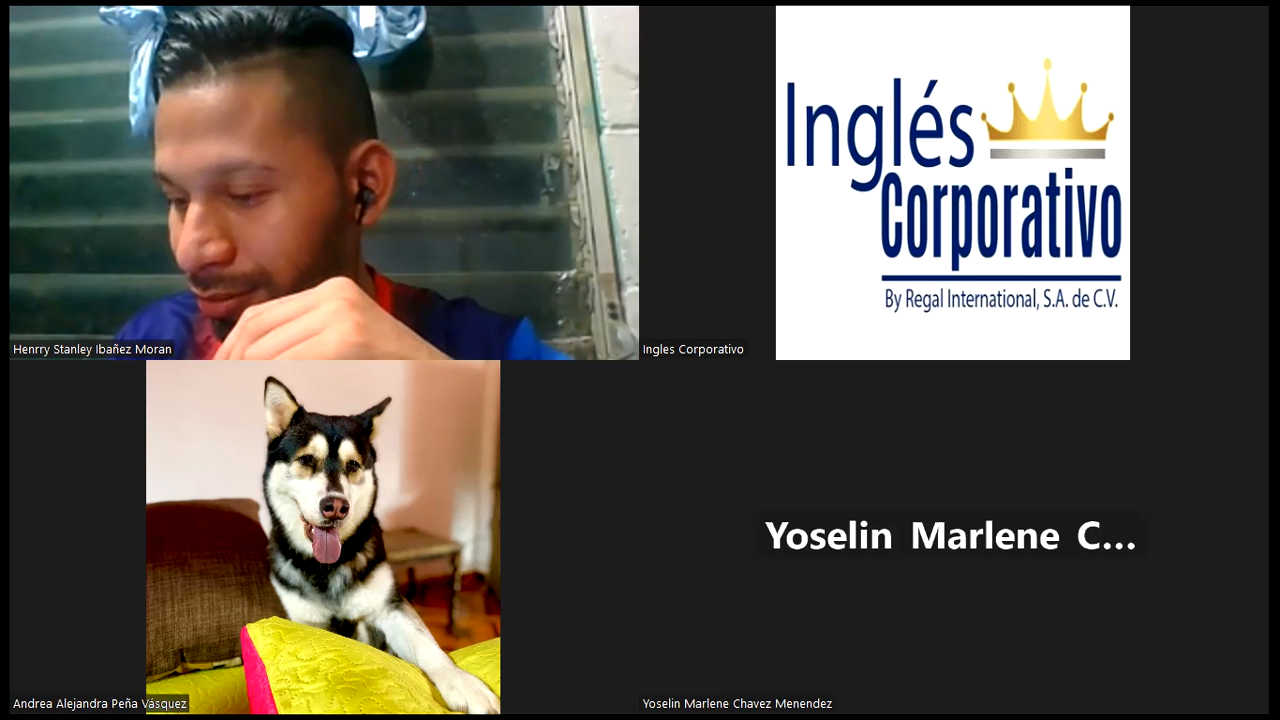 Inglés
Corporativo
By Regal International, S.A. de C.V.
Henrry Stanley Ibañez Moran
Ingles Corporativo
Yoselin Marlene C...
Andrea Alejandra Peña Vásquez
Yoselin Marlene Chavez Menendez